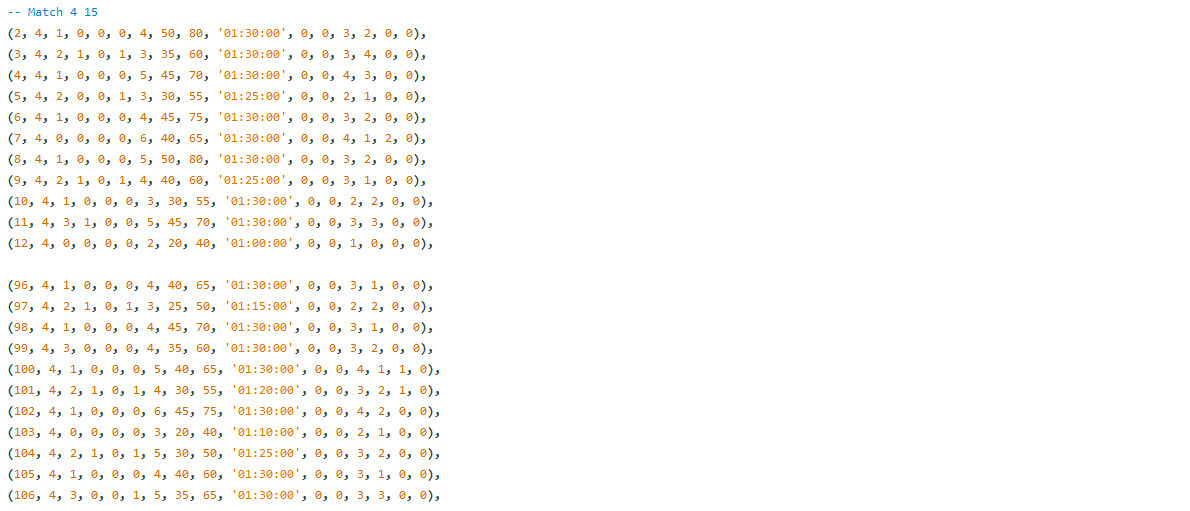 -- Match 4 15
(2, 4, 1, 0, 0, 0, 4, 50, 80, '01:30:00', 0, 0, 3, 2, 0, 0),
(3, 4, 2, 1, 0, 1, 3, 35, 60, '01:30:00', 0, 0, 3, 4, 0, 0),
(4, 4, 1, 0, 0, 0, 5, 45, 70, '01:30:00', 0, 0, 4, 3, 0, 0),
(5, 4, 2, 0, 0, 1, 3, 30, 55, '01:25:00', 0, 0, 2, 1, 0, 0),
(6, 4, 1, 0, 0, 0, 4, 45, 75, '01:30:00', 0, 0, 3, 2, 0, 0),
(7, 4, 0, 0, 0, 0, 6, 40, 65, '01:30:00', 0, 0, 4, 1, 2, 0),
(8, 4, 1, 0, 0, 0, 5, 50, 80, '01:30:00', 0, 0, 3, 2, 0, 0),
(9, 4, 2, 1, 0, 1, 4, 40, 60, '01:25:00', 0, 0, 3, 1, 0, 0),
(10, 4, 1, 0, 0, 0, 3, 30, 55, '01:30:00', 0, 0, 2, 2, 0, 0),
(11, 4, 3, 1, 0, 0, 5, 45, 70, '01:30:00', 0, 0, 3, 3, 0, 0),
(12, 4, 0, 0, 0, 0, 2, 20, 40, '01:00:00', 0, 0, 1, 0, 0, 0),
(96, 4, 1, 0, 0, 0, 4, 40, 65, '01:30:00', 0, 0, 3, 1, 0, 0),
(97, 4, 2, 1, 0, 1, 3, 25, 50, '01:15:00', 0, 0, 2, 2, 0, 0),
(98, 4, 1, 0, 0, 0, 4, 45, 70, '01:30:00', 0, 0, 3, 1, 0, 0),
(99, 4, 3, 0, 0, 0, 4, 35, 60, '01:30:00', 0, 0, 3, 2, 0, 0),
(100, 4, 1, 0, 0, 0, 5, 40, 65, '01:30:00', 0, 0, 4, 1, 1, 0),
(101, 4, 2, 1, 0, 1, 4, 30, 55, '01:20:00', 0, 0, 3, 2, 1, 0),
(102, 4, 1, 0, 0, 0, 6, 45, 75, '01:30:00', 0, 0, 4, 2, 0, 0),
(103, 4, 0, 0, 0, 0, 3, 20, 40, '01:10:00', 0, 0, 2, 1, 0, 0),
(104, 4, 2, 1, 0, 1, 5, 30, 50, '01:25:00', 0, 0, 3, 2, 0, 0),
(105, 4, 1, 0, 0, 0, 4, 40, 60, '01:30:00', 0, 0, 3, 1, 0, 0),
(106, 4, 3, 0, 0, 1, 5, 35, 65, '01:30:00', 0, 0, 3, 3, 0, 0),